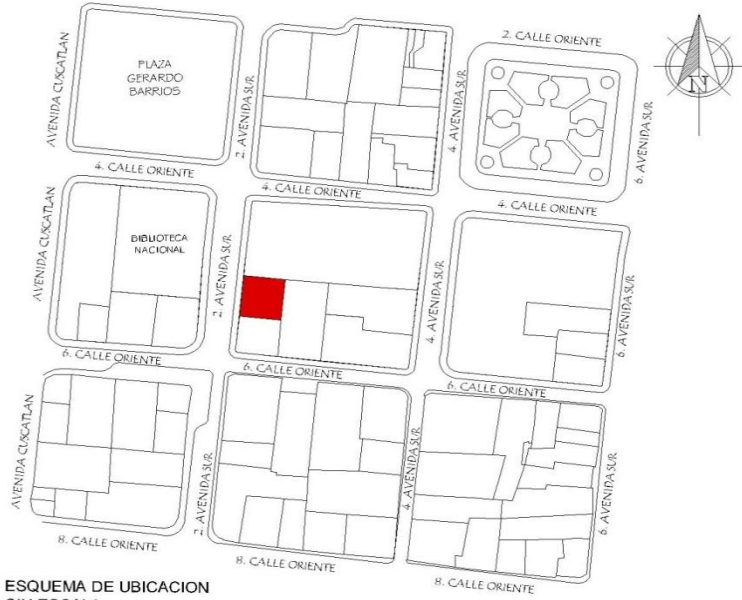 2. CALLE ORIENTE
AVENIDA CUSCATLAN
PLAZA
GERARDO
BARRIOS
2. AVENIDA SUR
4. AVENIDA SUR
6. AVENIDA SUR
N
4. CALLE ORIENTE
4. CALLE ORIENTE
4. CALLE ORIENTE
AVENIDA CUSCATLAN
BIBLIOTECA
NACIONAL
2. AVENIDA SUR
4. AVENIDA SUR
6. AVENIDA SUR
6. CALLE ORIENTE
6. CALLE ORIENTE
6. CALLE ORIENTE
AVENIDA CUSCATLAN
2. AVENIDA SUR
4. AVENIDA SUR
6. AVENIDA SUR
8. CALLE ORIENTE
8. CALLE ORIENTE
8. CALLE ORIENTE
ESQUEMA DE UBICACION